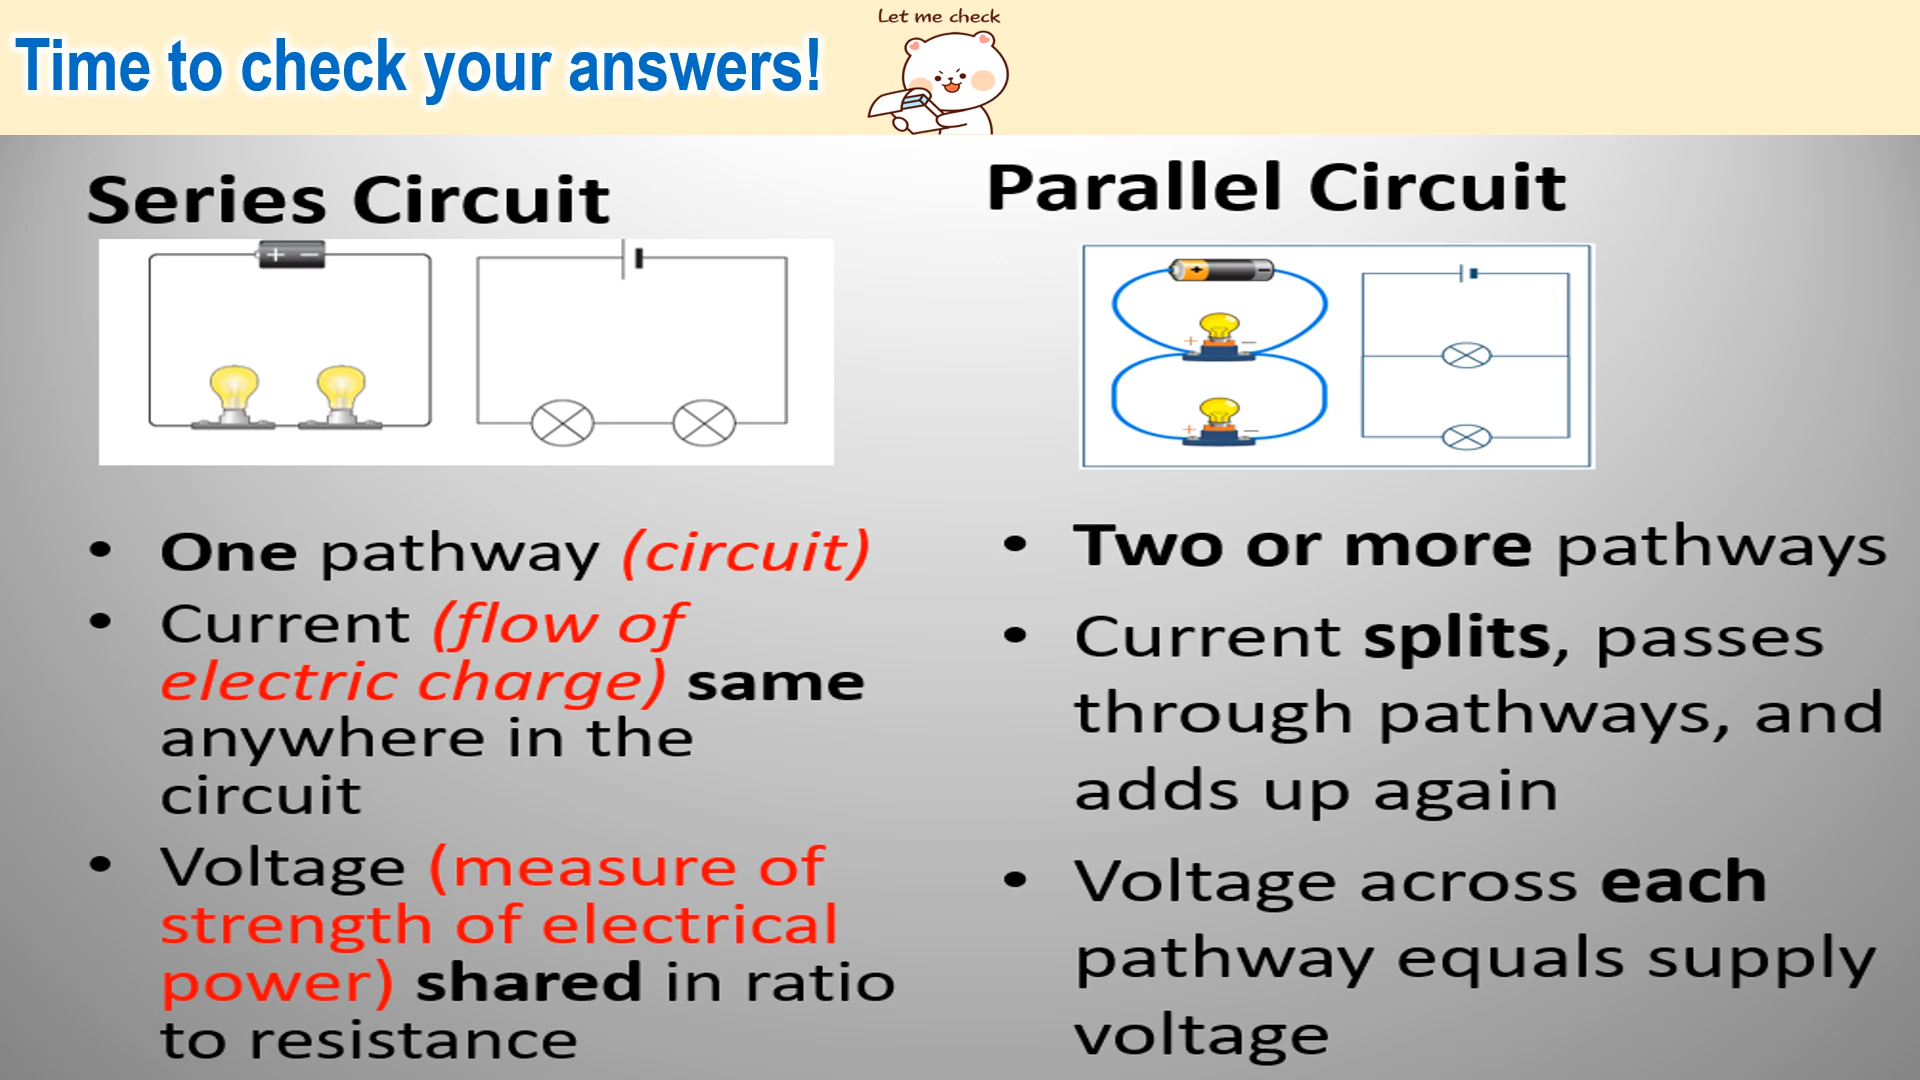 Let me check
Time to check your answers!
Series Circuit
• One pathway (circuit)
• Current (flow of
electric charge) same
anywhere in the
circuit
• Voltage (measure of
strength of electrical
power) shared in ratio
to resistance
Parallel Circuit
+ −
+ −
+ −
+ −
• Two or more pathways
• Current splits, passes
through pathways, and
adds up again
• Voltage across each
pathway equals supply
voltage